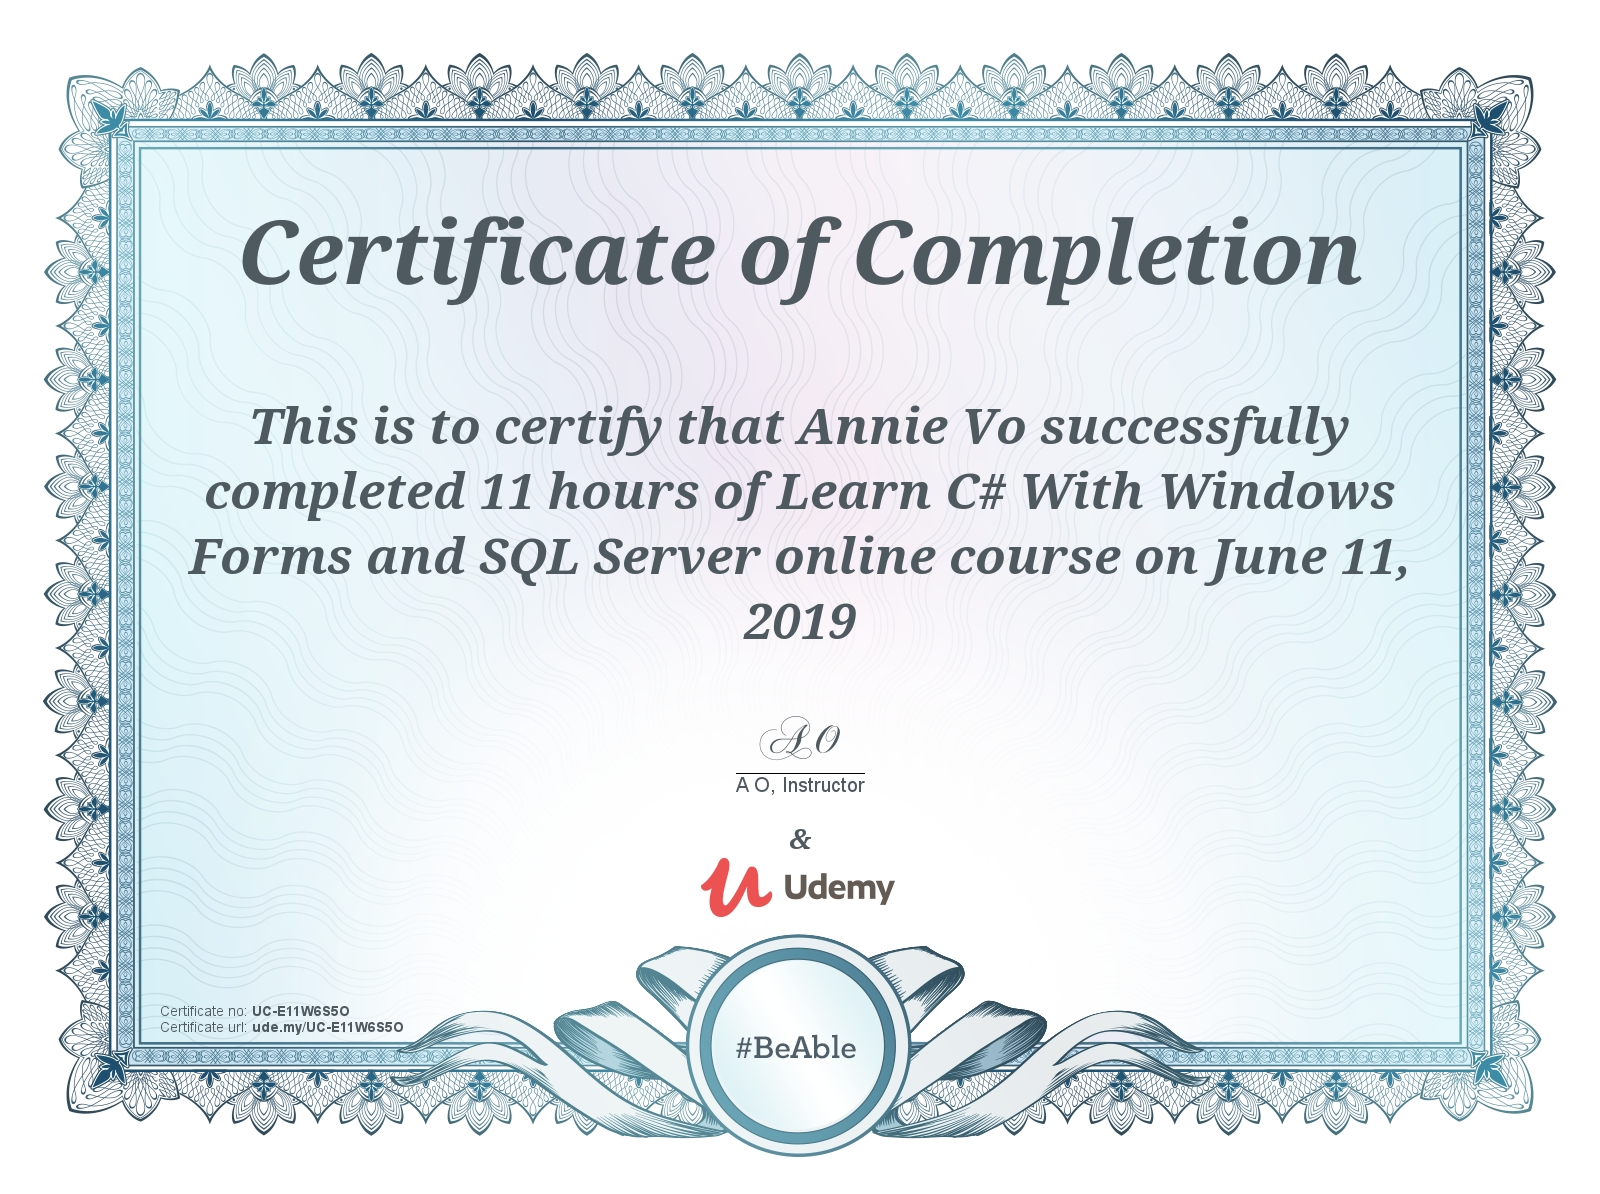 Certificate of Completion
This is to certify that Annie Vo successfully
completed 11 hours of Learn C# With Windows
Forms and SQL Server online course on June 11,
2019
A O
A O, Instructor
&
Udemy
Certificate no: UC-E11W6S5O
Certificate url: ude.my/UC-E11W6S5O
#BeAble